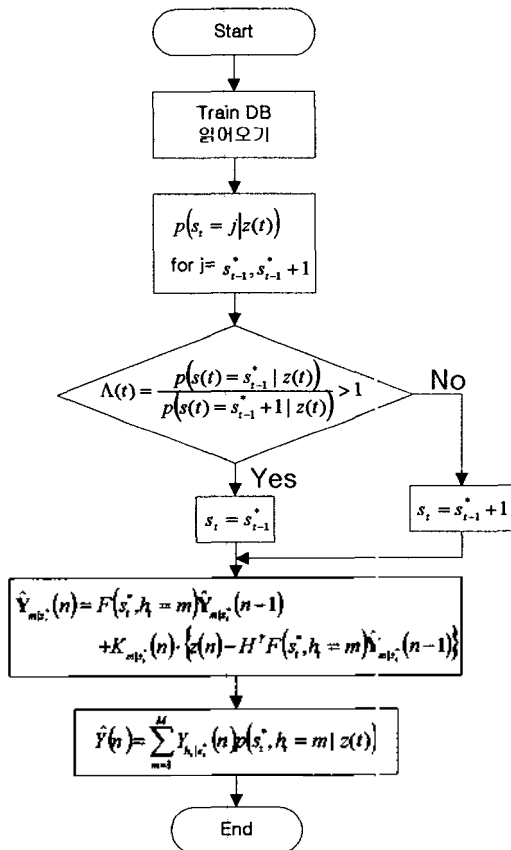 Start
Train DB
읽어오기
p(s_t = j|z(t))
for j= s*_{t-1}, s*_{t-1} + 1
Λ(t) = p(s(t) = s*_{t-1} | z(t)) / p(s(t) = s*_{t-1} + 1 | z(t)) > 1
No
Yes
s_t = s*_{t-1}
s_t = s*_{t-1} + 1
Ŷ_{m|s*_t}(n) = F(s*_t, h_t = m)Ŷ_{m|s*_t}(n-1)
+K_{m|s*_t}(n) · {z(n) - H^T F(s*_t, h_t = m)Ŷ_{m|s*_t}(n-1)}
Ŷ(n) = Σ_{m=1}^{M} Y_{h_t|s*_t}(n)p(s*_t, h_t = m | z(t))
End